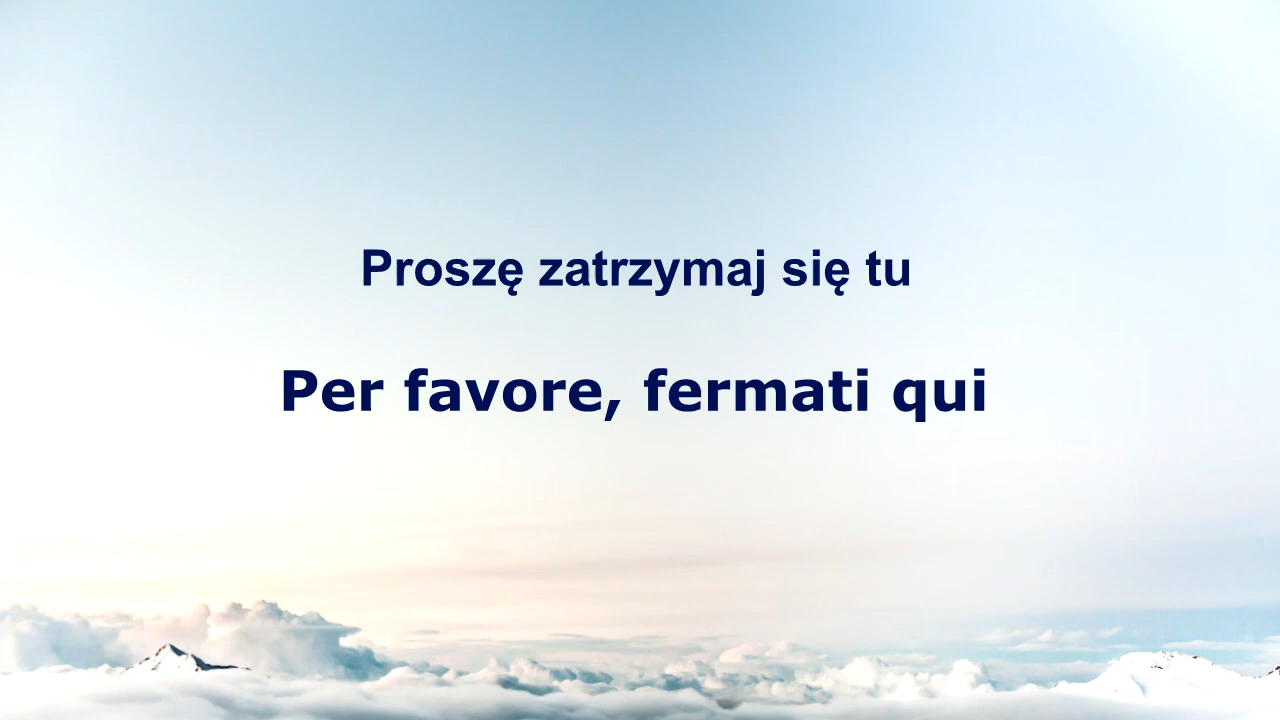 Proszę zatrzymaj się tu
Per favore, fermati qui